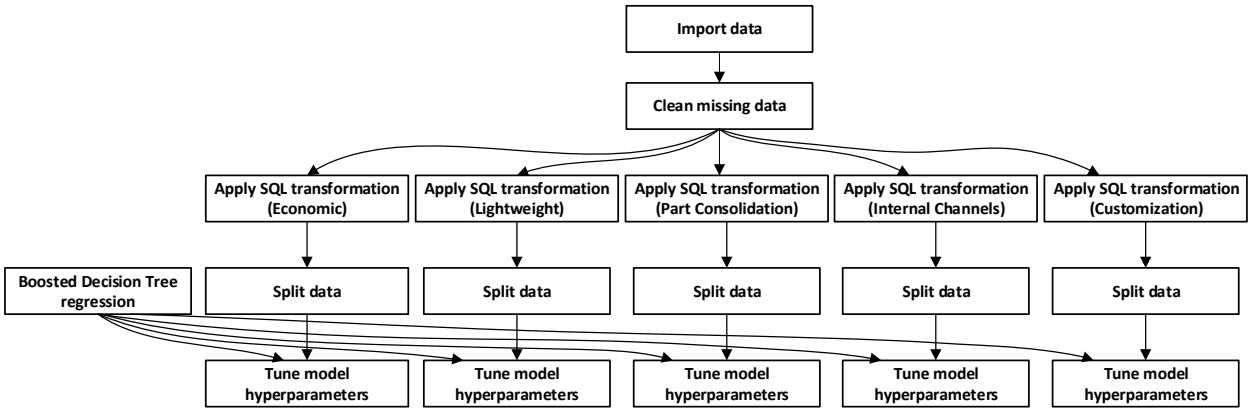 Import data
Clean missing data
Apply SQL transformation
(Economic)
Apply SQL transformation
(Lightweight)
Apply SQL transformation
(Part Consolidation)
Apply SQL transformation
(Internal Channels)
Apply SQL transformation
(Customization)
Boosted Decision Tree
regression
Split data
Split data
Split data
Split data
Split data
Tune model
hyperparameters
Tune model
hyperparameters
Tune model
hyperparameters
Tune model
hyperparameters
Tune model
hyperparameters